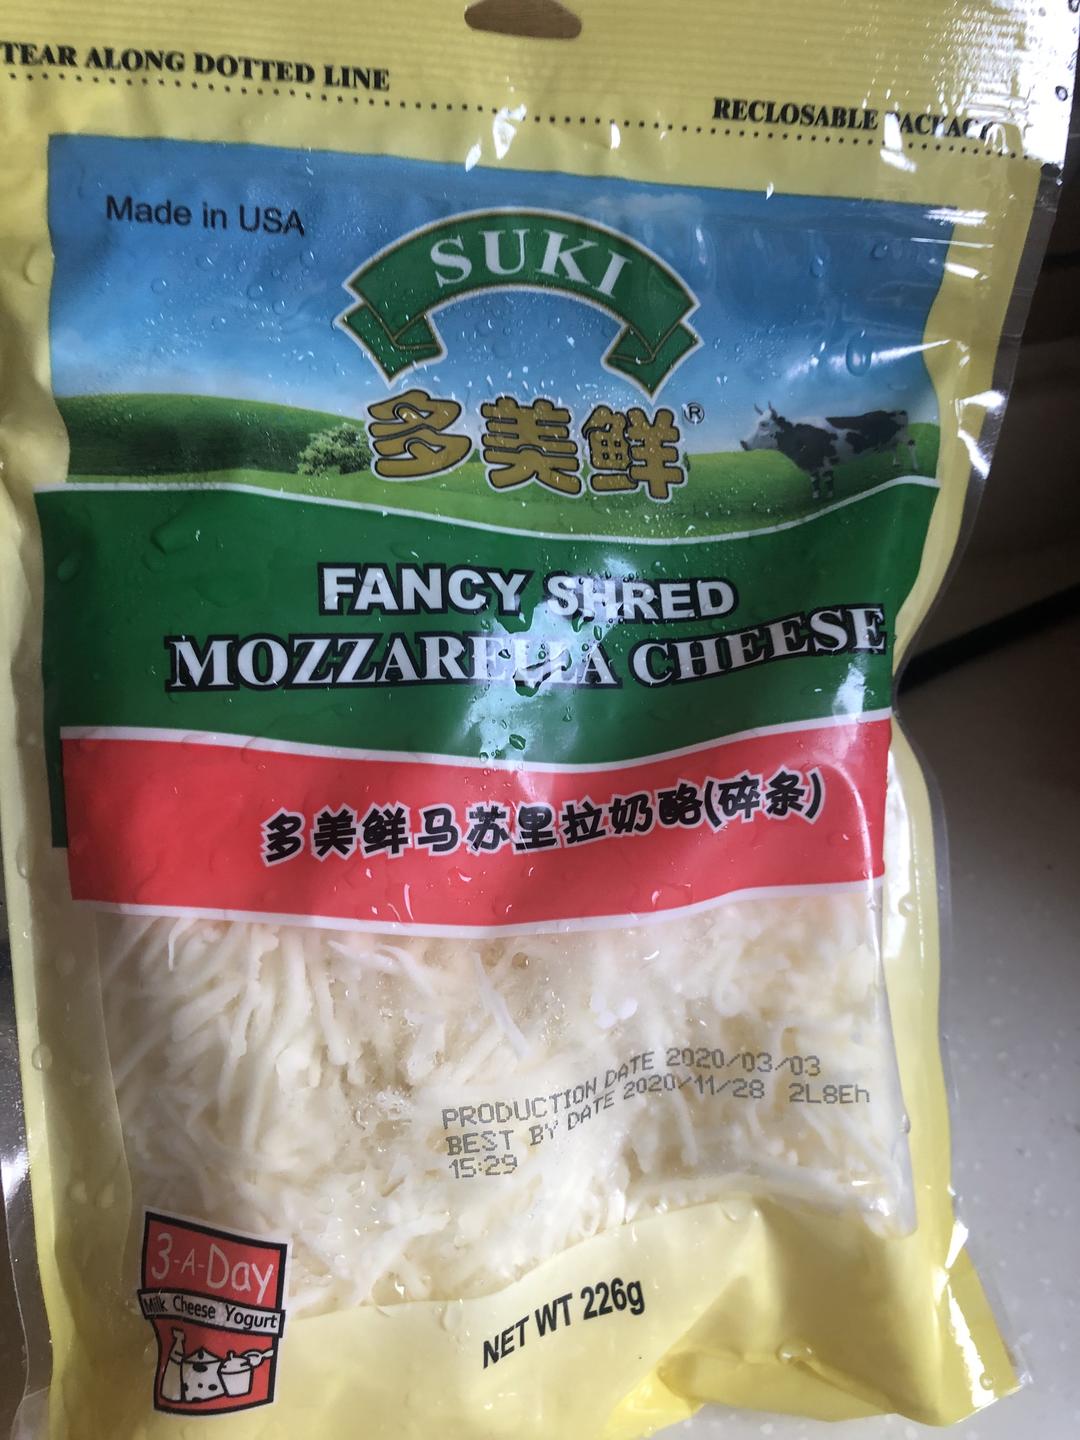 TEAR ALONG DOTTED LINE
RECLOSABLE PACKAGE
Made in USA
SUKI
多美鲜®
FANCY SHRED
MOZZARELLA CHEESE
多美鲜马苏里拉奶酪(碎条)
PRODUCTION DATE 2020/03/03
BEST BY DATE 2020/11/28 2L8Eh
15:29
3-A-Day
Milk Cheese Yogurt
NET WT 226g